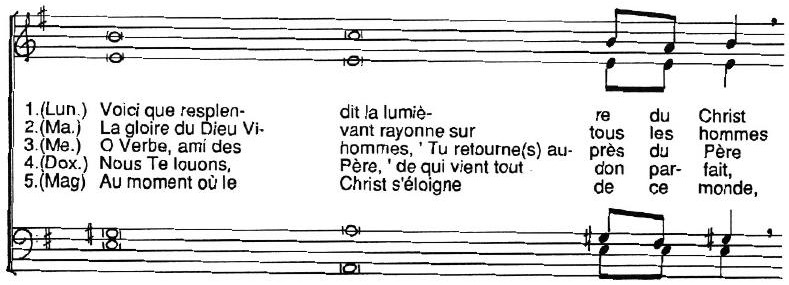 1.(Lun.) Voici que resplen- dit la lumiè- re du Christ
2.(Ma.) La gloire du Dieu Vi- vant rayonne sur tous les hommes
3.(Me.) O Verbe, ami des hommes, ' Tu retourne(s) au- près du Père
4.(Dox.) Nous Te louons, Père, ' de qui vient tout don par- fait,
5.(Mag) Au moment où le Christ s'éloigne de ce monde,